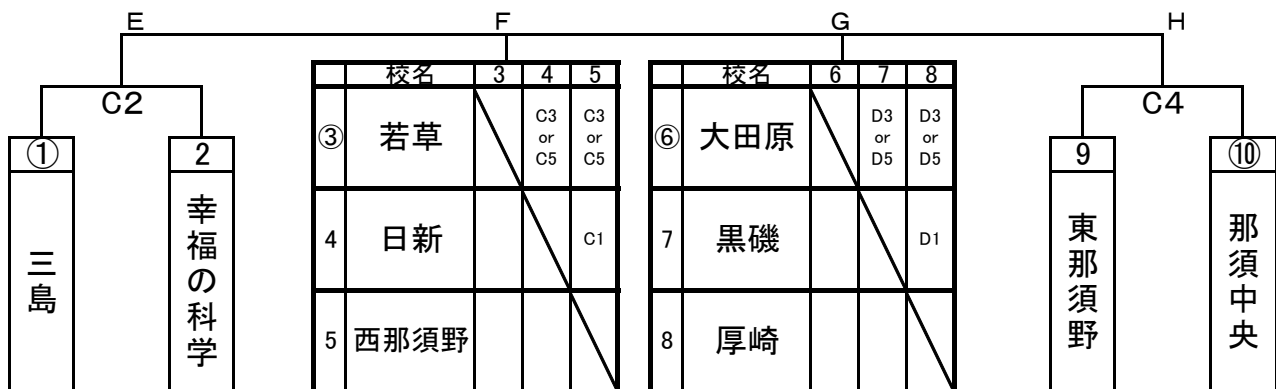 E F G H
C2
① 三島
2 幸福の科学
校名 3 4 5
③ 若草 C3 or C5 C3 or C5
4 日新 C1
5 西那須野
校名 6 7 8
⑥ 大田原 D3 or D5 D3 or D5
7 黒磯 D1
8 厚崎
C4
9 東那須野
⑩ 那須中央